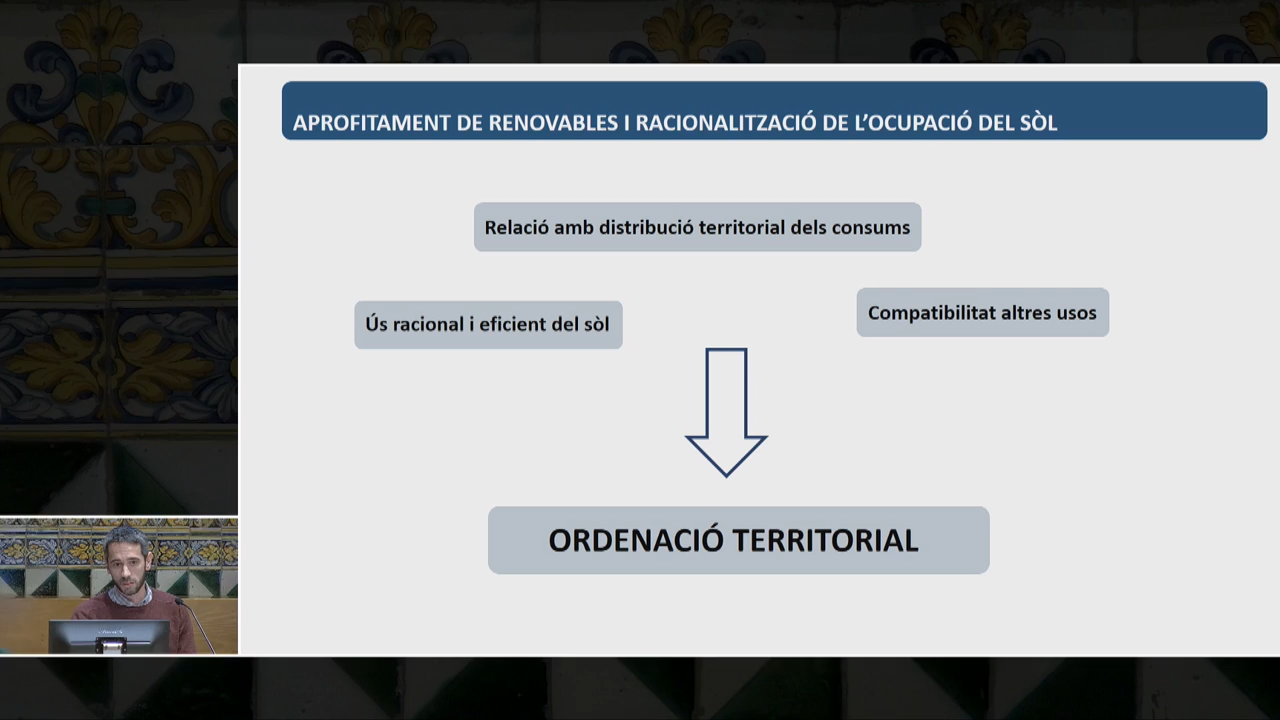 APROFITAMENT DE RENOVABLES I RACIONALITZACIÓ DE L’OCUPACIÓ DEL SÒL
Relació amb distribució territorial dels consums
Ús racional i eficient del sòl
Compatibilitat altres usos
ORDENACIÓ TERRITORIAL